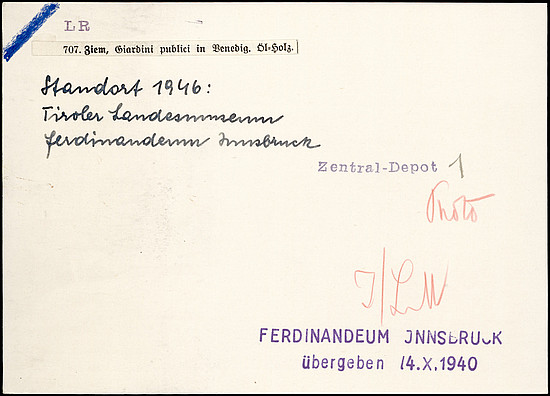 LR
707. Ziem, Giardini publici in Venedig. Öl-Holz.
Standort 1946:
Tiroler Landesmuseum
Ferdinandeum Innsbruck
Zentral-Depot 1
Photo
FERDINANDEUM INNSBRUCK
übergeben 14.X.1940